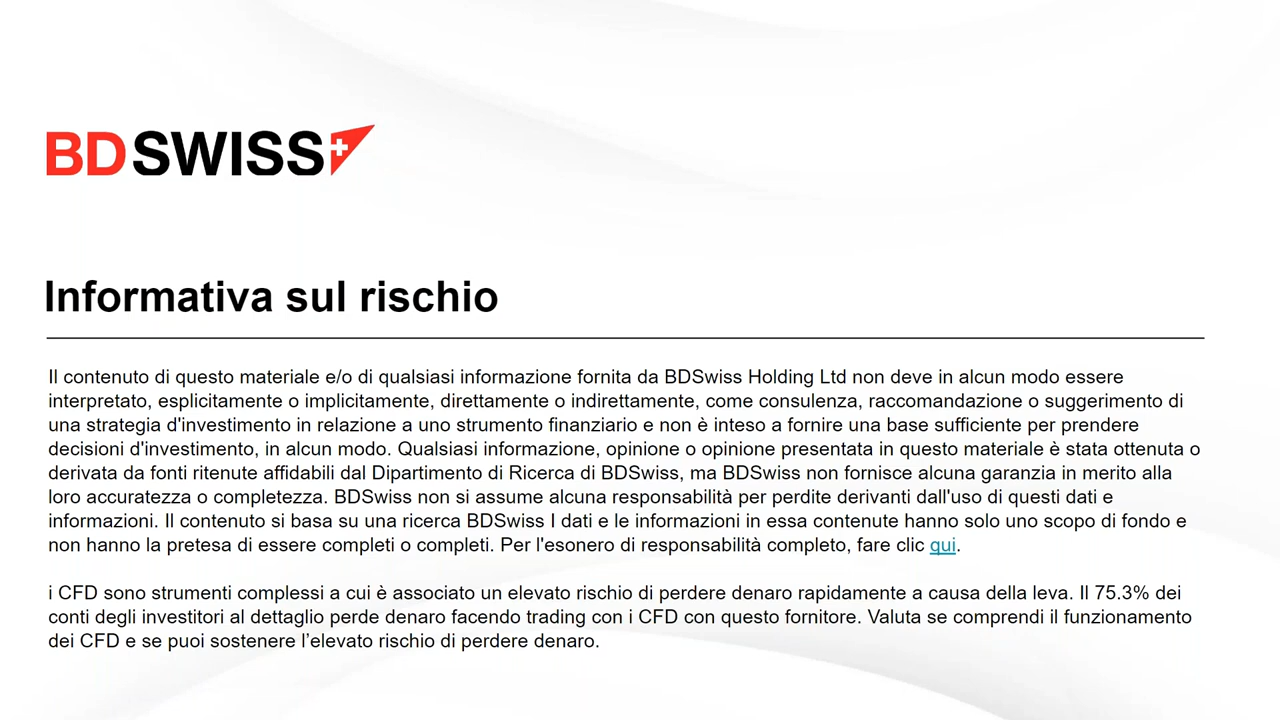 BDSWISS
Informativa sul rischio
Il contenuto di questo materiale e/o di qualsiasi informazione fornita da BDSwiss Holding Ltd non deve in alcun modo essere
interpretato, esplicitamente o implicitamente, direttamente o indirettamente, come consulenza, raccomandazione o suggerimento di
una strategia d'investimento in relazione a uno strumento finanziario e non è inteso a fornire una base sufficiente per prendere
decisioni d'investimento, in alcun modo. Qualsiasi informazione, opinione o opinione presentata in questo materiale è stata ottenuta o
derivata da fonti ritenute affidabili dal Dipartimento di Ricerca di BDSwiss, ma BDSwiss non fornisce alcuna garanzia in merito alla
loro accuratezza o completezza. BDSwiss non si assume alcuna responsabilità per perdite derivanti dall'uso di questi dati e
informazioni. Il contenuto si basa su una ricerca BDSwiss I dati e le informazioni in essa contenute hanno solo uno scopo di fondo e
non hanno la pretesa di essere completi o completi. Per l'esonero di responsabilità completo, fare clic qui.
i CFD sono strumenti complessi a cui è associato un elevato rischio di perdere denaro rapidamente a causa della leva. Il 75.3% dei
conti degli investitori al dettaglio perde denaro facendo trading con i CFD con questo fornitore. Valuta se comprendi il funzionamento
dei CFD e se puoi sostenere l’elevato rischio di perdere denaro.